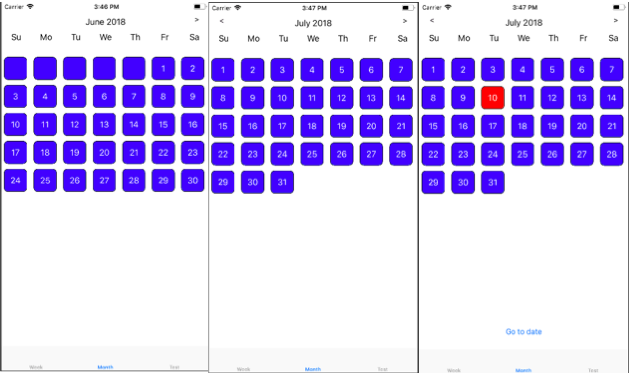 Carrier 3:46 PM
June 2018 >
Su Mo Tu We Th Fr Sa
1 2
3 4 5 6 7 8 9
10 11 12 13 14 15 16
17 18 19 20 21 22 23
24 25 26 27 28 29 30
Week Month Test
Carrier 3:47 PM
< July 2018 >
Su Mo Tu We Th Fr Sa
1 2 3 4 5 6 7
8 9 10 11 12 13 14
15 16 17 18 19 20 21
22 23 24 25 26 27 28
29 30 31
Week Month Test
Carrier 3:47 PM
< July 2018 >
Su Mo Tu We Th Fr Sa
1 2 3 4 5 6 7
8 9 10 11 12 13 14
15 16 17 18 19 20 21
22 23 24 25 26 27 28
29 30 31
Go to date
Week Month Test